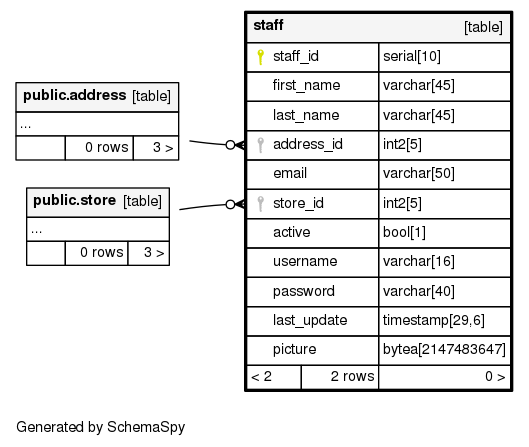 staff [table]
staff_id serial[10]
first_name varchar[45]
last_name varchar[45]
address_id int2[5]
email varchar[50]
store_id int2[5]
active bool[1]
username varchar[16]
password varchar[40]
last_update timestamp[29,6]
picture bytea[2147483647]
< 2 2 rows 0 >
public.address [table]
...
0 rows 3 >
public.store [table]
...
0 rows 3 >
Generated by SchemaSpy